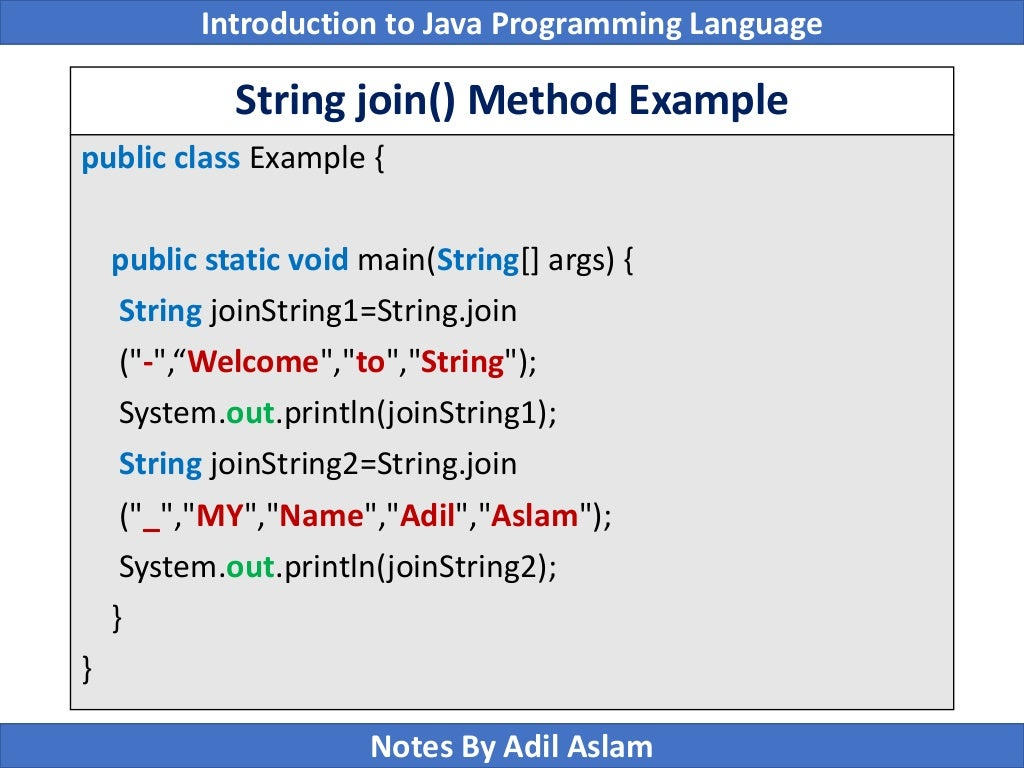 Introduction to Java Programming Language
String join() Method Example
public class Example {
public static void main(String[] args) {
String joinString1=String.join
("-",“Welcome","to","String");
System.out.println(joinString1);
String joinString2=String.join
("_","MY","Name","Adil","Aslam");
System.out.println(joinString2);
}
}
Notes By Adil Aslam